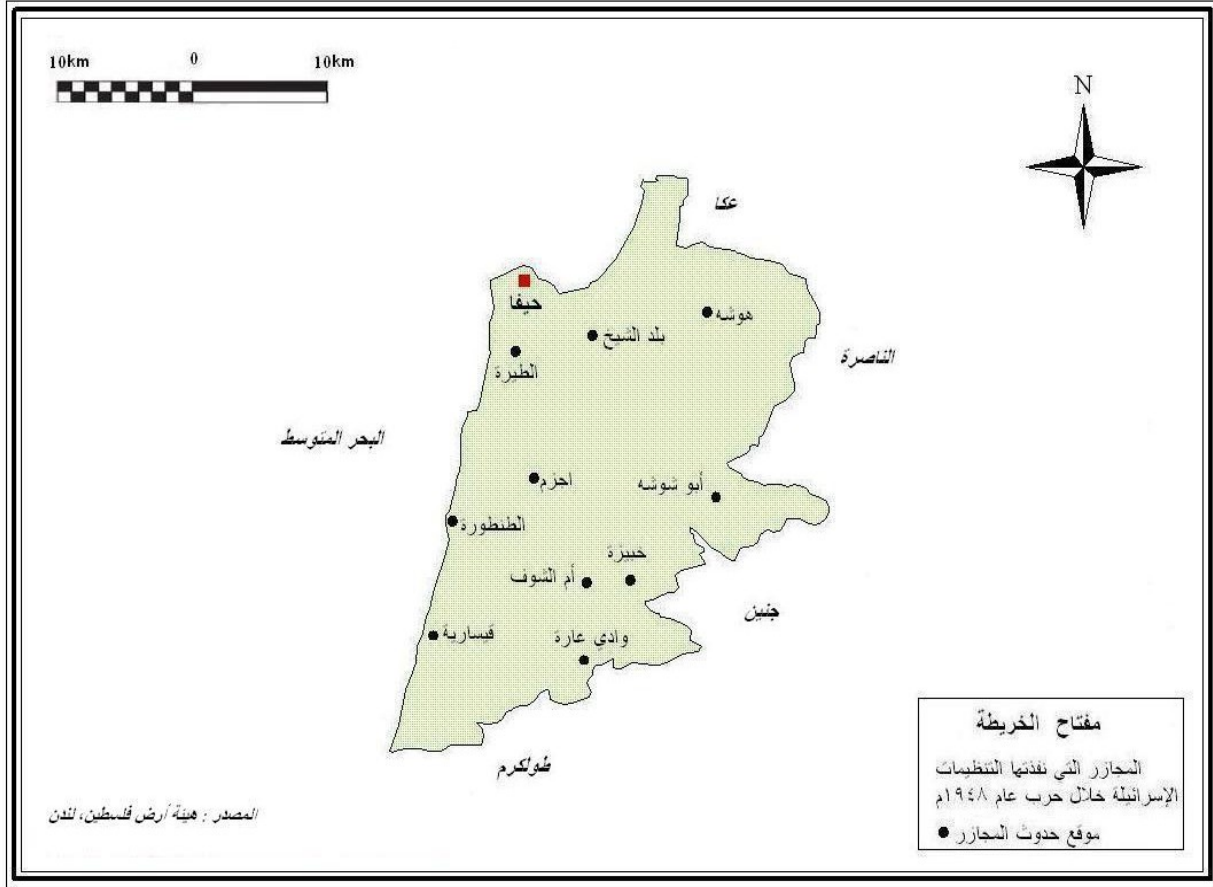 10km 0 10km
N
عكا
حيفا
هوشه
بلد الشيخ
الطيرة
الناصرة
البحر المتوسط
اجزم
أبو شوشه
الطنطورة
خبيزة
أم الشوف
جنين
قيسارية
وادي عارة
طولكرم
مفتاح الخريطة
المجازر التي نفذتها التنظيمات
الإسرائيلة خلال حرب عام ١٩٤٨م
موقع حدوث المجازر
المصدر : هيئة أرض فلسطين، لندن